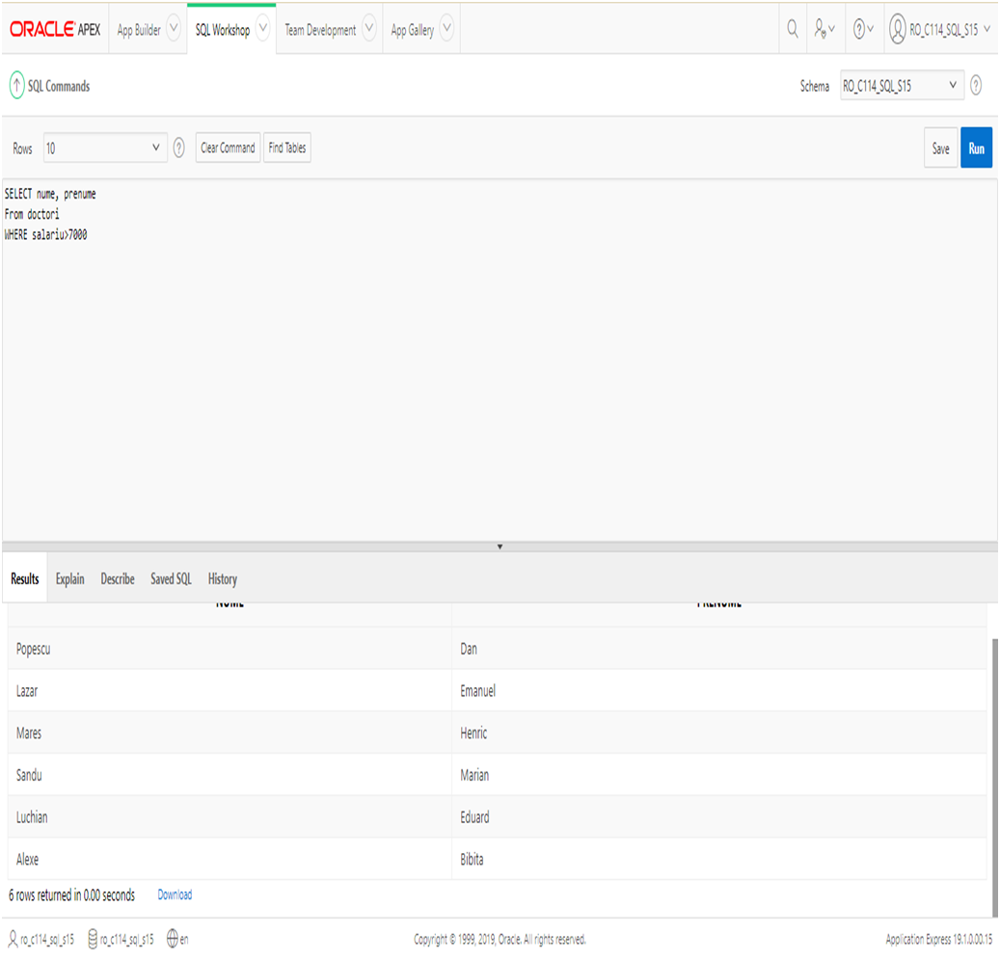 ORACLE APEX App Builder SQL Workshop Team Development App Gallery RO_C114_SQL_S15
SQL Commands Schema RO_C114_SQL_S15
Rows 10 Clear Command Find Tables Save Run
SELECT nume, prenume
From doctori
WHERE salariu>7000
Results Explain Describe Saved SQL History
NUME PRENUME
Popescu Dan
Lazar Emanuel
Mares Henric
Sandu Marian
Luchian Eduard
Alexe Bibita
6 rows returned in 0.00 seconds Download
ro_c114_sql_s15 ro_c114_sql_s15 en Copyright © 1999, 2019, Oracle. All rights reserved. Application Express 19.1.0.00.15